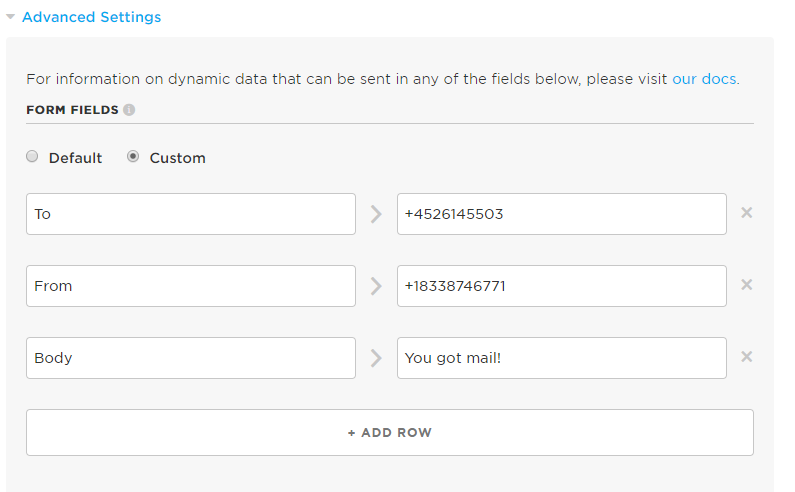 Advanced Settings
For information on dynamic data that can be sent in any of the fields below, please visit our docs.
FORM FIELDS
Default Custom
To +4526145503
From +18338746771
Body You got mail!
+ ADD ROW